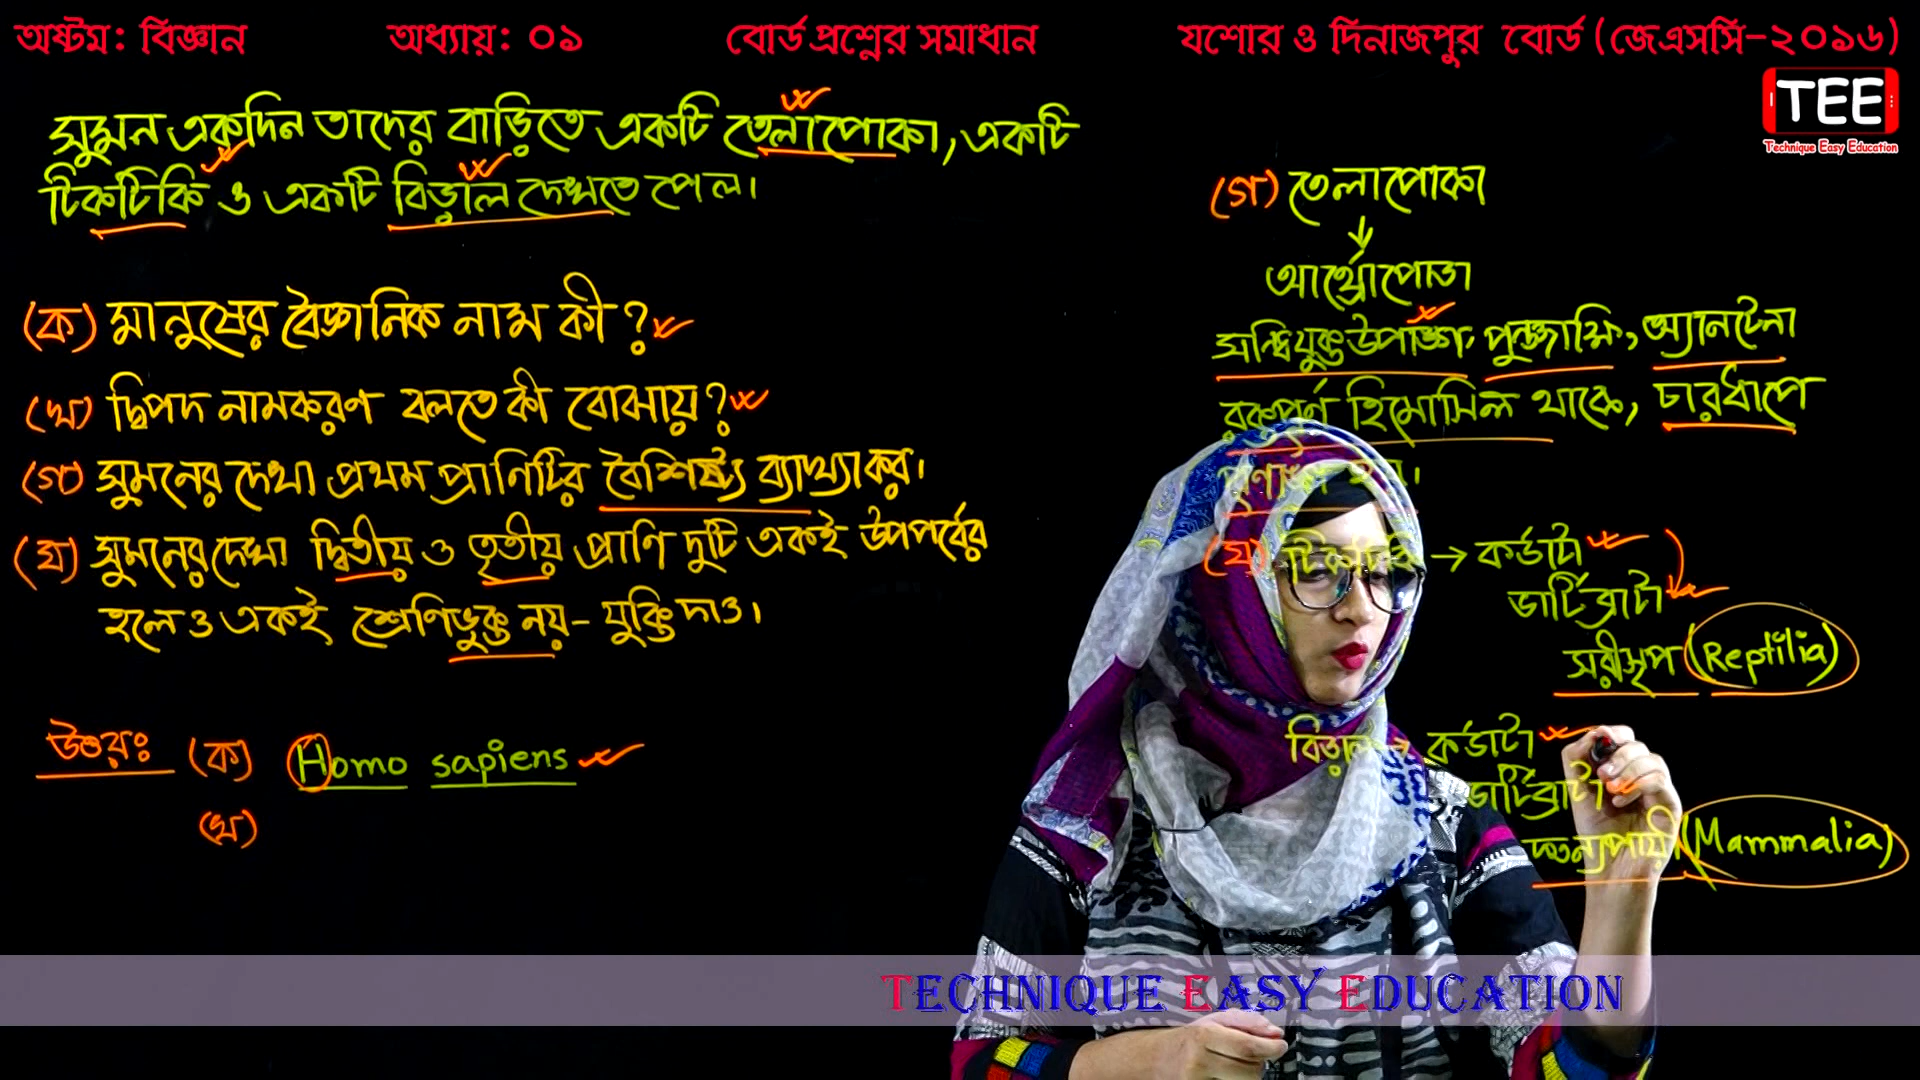 অষ্টম: বিজ্ঞান অধ্যায়: ০১ বোর্ড প্রশ্নের সমাধান যশোর ও দিনাজপুর বোর্ড (জেএসসি-২০১৬)
TEE
Technique Easy Education
সুমন একদিন তাদের বাড়িতে একটি তেলাপোকা, একটি
টিকটিকি ও একটি বিড়াল দেখতে পেল।
(ক) মানুষের বৈজ্ঞানিক নাম কী?
(খ) দ্বিপদ নামকরণ বলতে কী বোঝায়?
(গ) সুমনের দেখা প্রথম প্রাণিটির বৈশিষ্ট্য ব্যাখ্যা কর।
(ঘ) সুমনের দেখা দ্বিতীয় ও তৃতীয় প্রাণি দুটি একই উপপর্বের
হলেও একই শ্রেণিভুক্ত নয় - যুক্তি দাও।
উত্তর: (ক) Homo sapiens
(খ)
(গ) তেলাপোকা
↓
আর্থ্রোপোডা
সন্ধিযুক্ত উপাঙ্গ, পুঞ্জাক্ষি, অ্যানটেনা
রক্তপূর্ণ হিমোসিল থাকে, চারধাপে
(ঘ) টিকটিকি → কর্ডাটা
ভার্টিব্রাটা
সরীসৃপ (Reptilia)
বিড়াল → কর্ডাটা
ভার্টিব্রাটা
স্তন্যপায়ী (Mammalia)
TECHNIQUE EASY EDUCATION